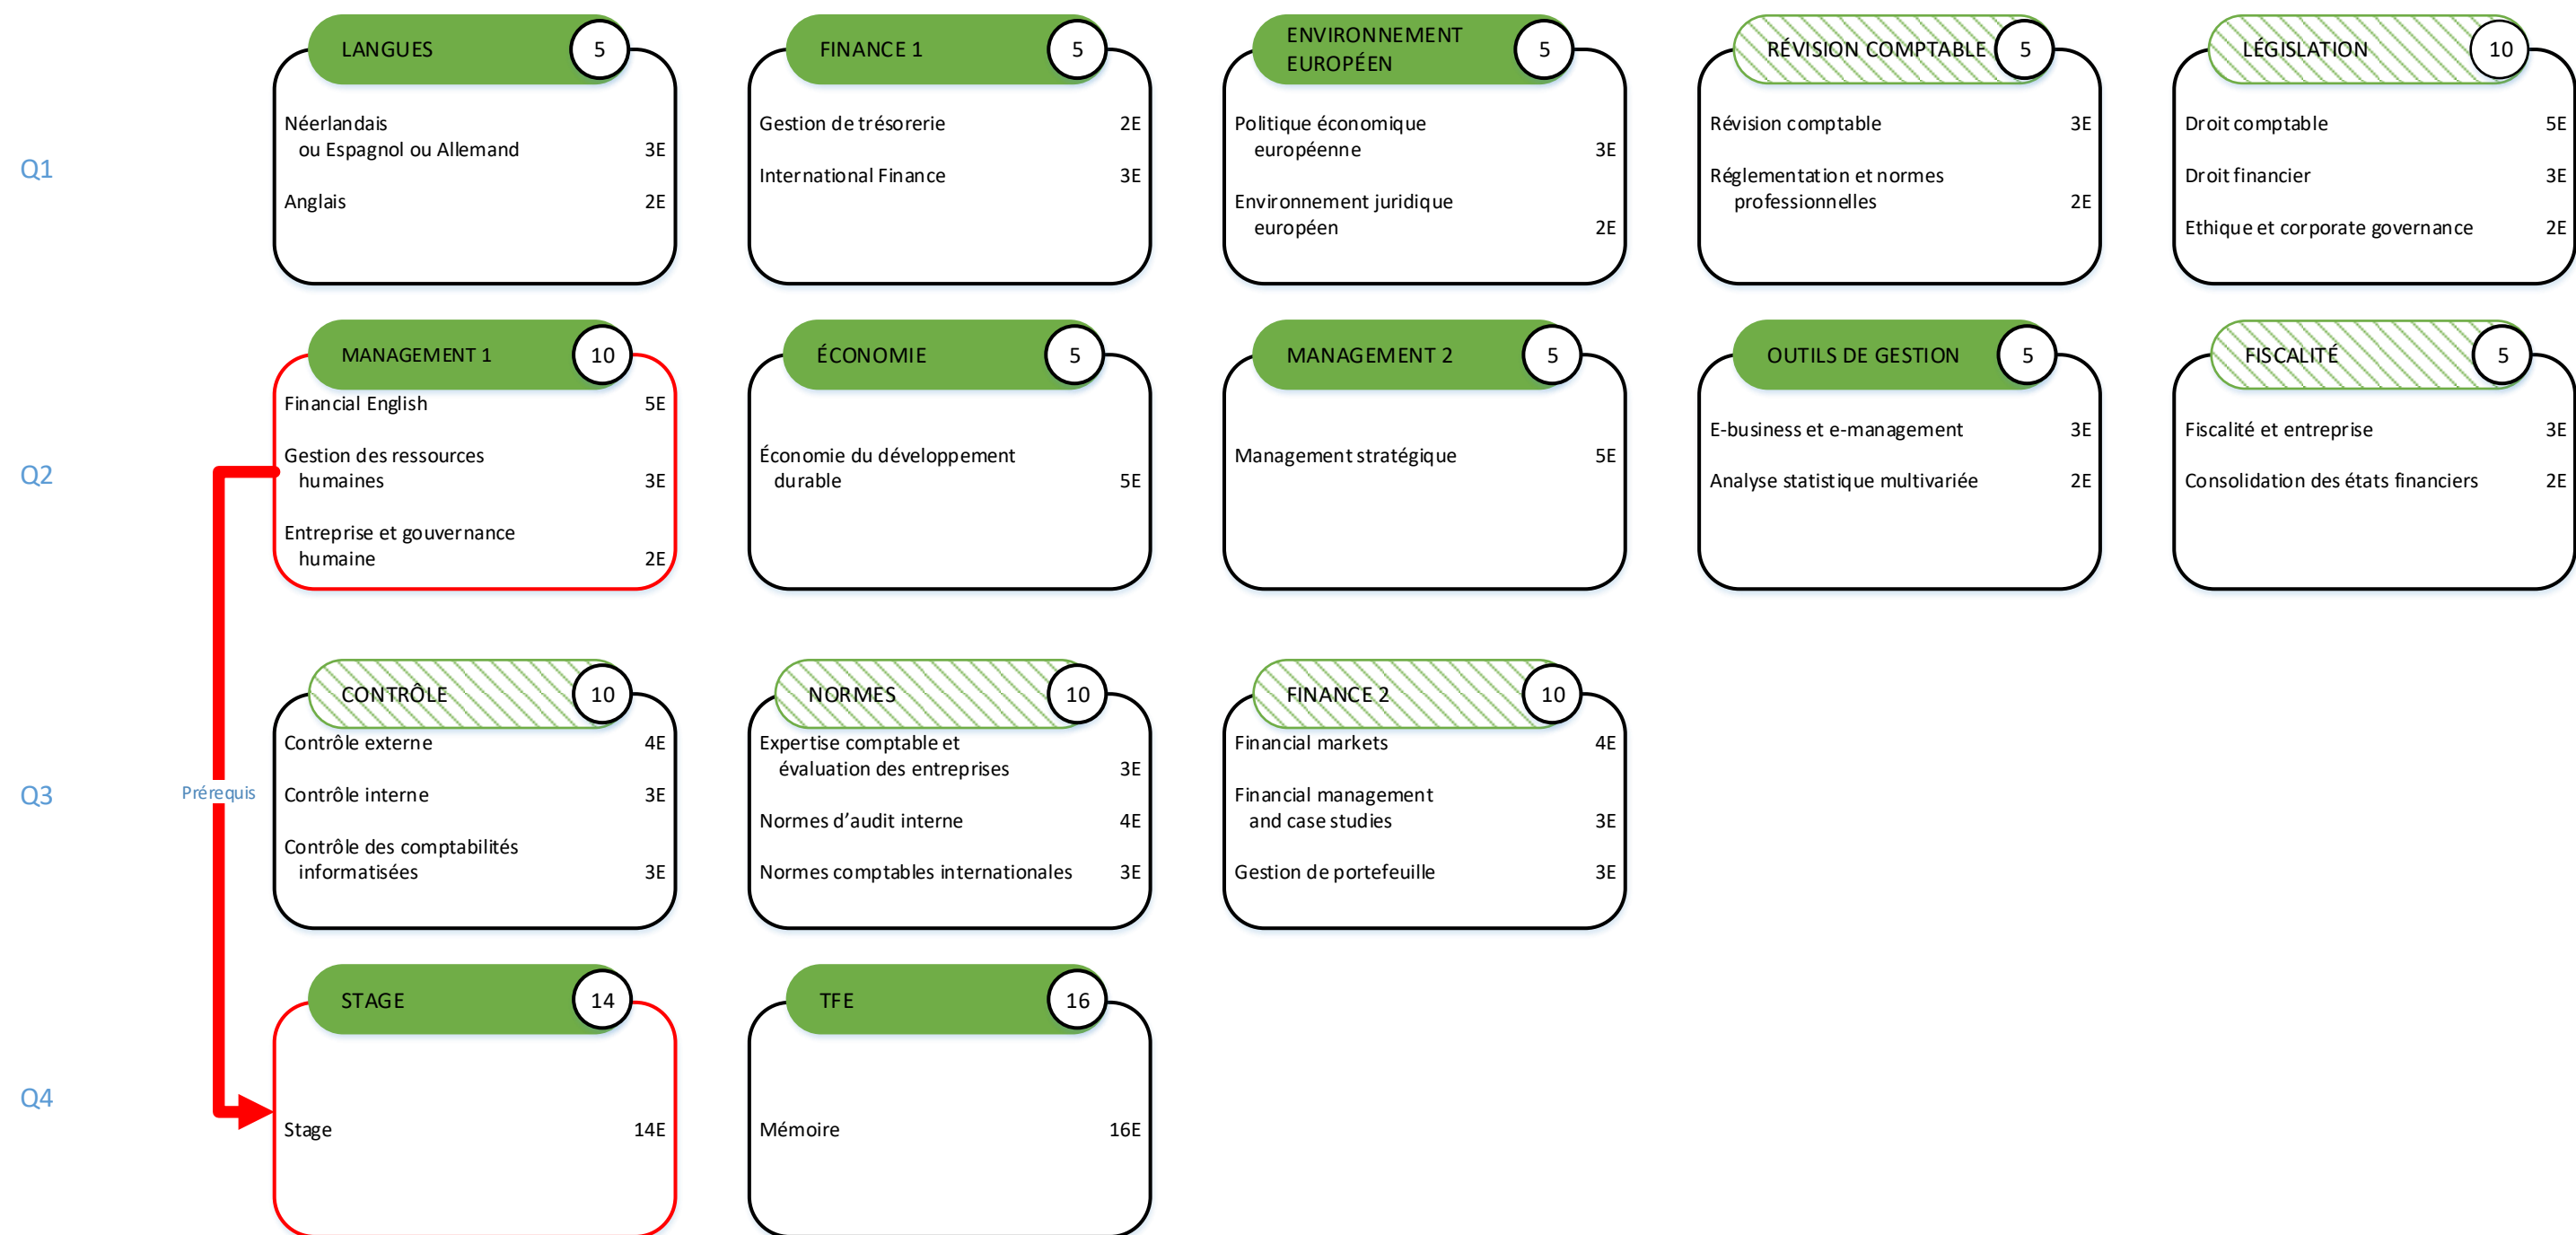 Q1
LANGUES 5
Néerlandais
ou Espagnol ou Allemand 3E
Anglais 2E
FINANCE 1 5
Gestion de trésorerie 2E
International Finance 3E
ENVIRONNEMENT
EUROPÉEN 5
Politique économique
européenne 3E
Environnement juridique
européen 2E
RÉVISION COMPTABLE 5
Révision comptable 3E
Réglementation et normes
professionnelles 2E
LÉGISLATION 10
Droit comptable 5E
Droit financier 3E
Ethique et corporate governance 2E
Q2
MANAGEMENT 1 10
Financial English 5E
Gestion des ressources
humaines 3E
Entreprise et gouvernance
humaine 2E
ÉCONOMIE 5
Économie du développement
durable 5E
MANAGEMENT 2 5
Management stratégique 5E
OUTILS DE GESTION 5
E-business et e-management 3E
Analyse statistique multivariée 2E
FISCALITÉ 5
Fiscalité et entreprise 3E
Consolidation des états financiers 2E
Q3
Prérequis
CONTRÔLE 10
Contrôle externe 4E
Contrôle interne 3E
Contrôle des comptabilités
informatisées 3E
NORMES 10
Expertise comptable et
évaluation des entreprises 3E
Normes d’audit interne 4E
Normes comptables internationales 3E
FINANCE 2 10
Financial markets 4E
Financial management
and case studies 3E
Gestion de portefeuille 3E
Q4
STAGE 14
Stage 14E
TFE 16
Mémoire 16E